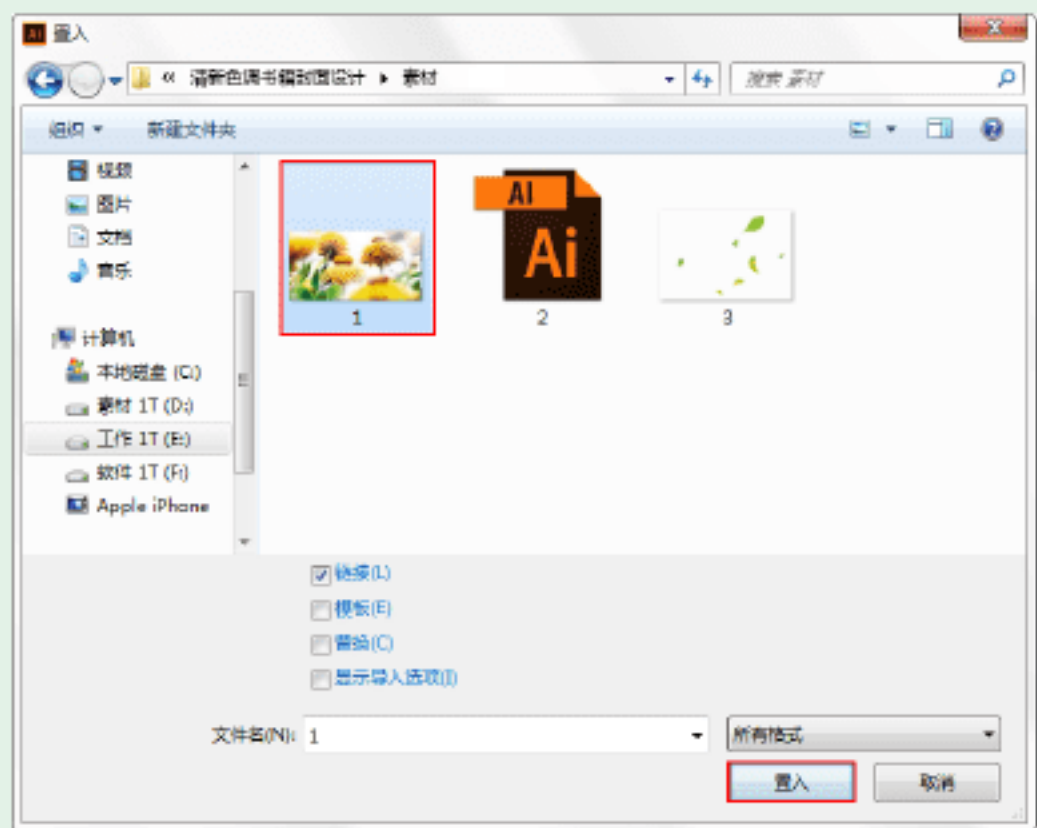 Ai 置入
« 清新色调书籍封面设计 ▸ 素材
搜索 素材
组织 新建文件夹
视频
图片
文档
音乐
计算机
本地磁盘 (C:)
素材 1T (D:)
工作 1T (E:)
软件 1T (F:)
Apple iPhone
AI
Ai
1 2 3
链接(L)
模板(E)
替换(C)
显示导入选项(I)
文件名(N): 1 所有格式
置入 取消